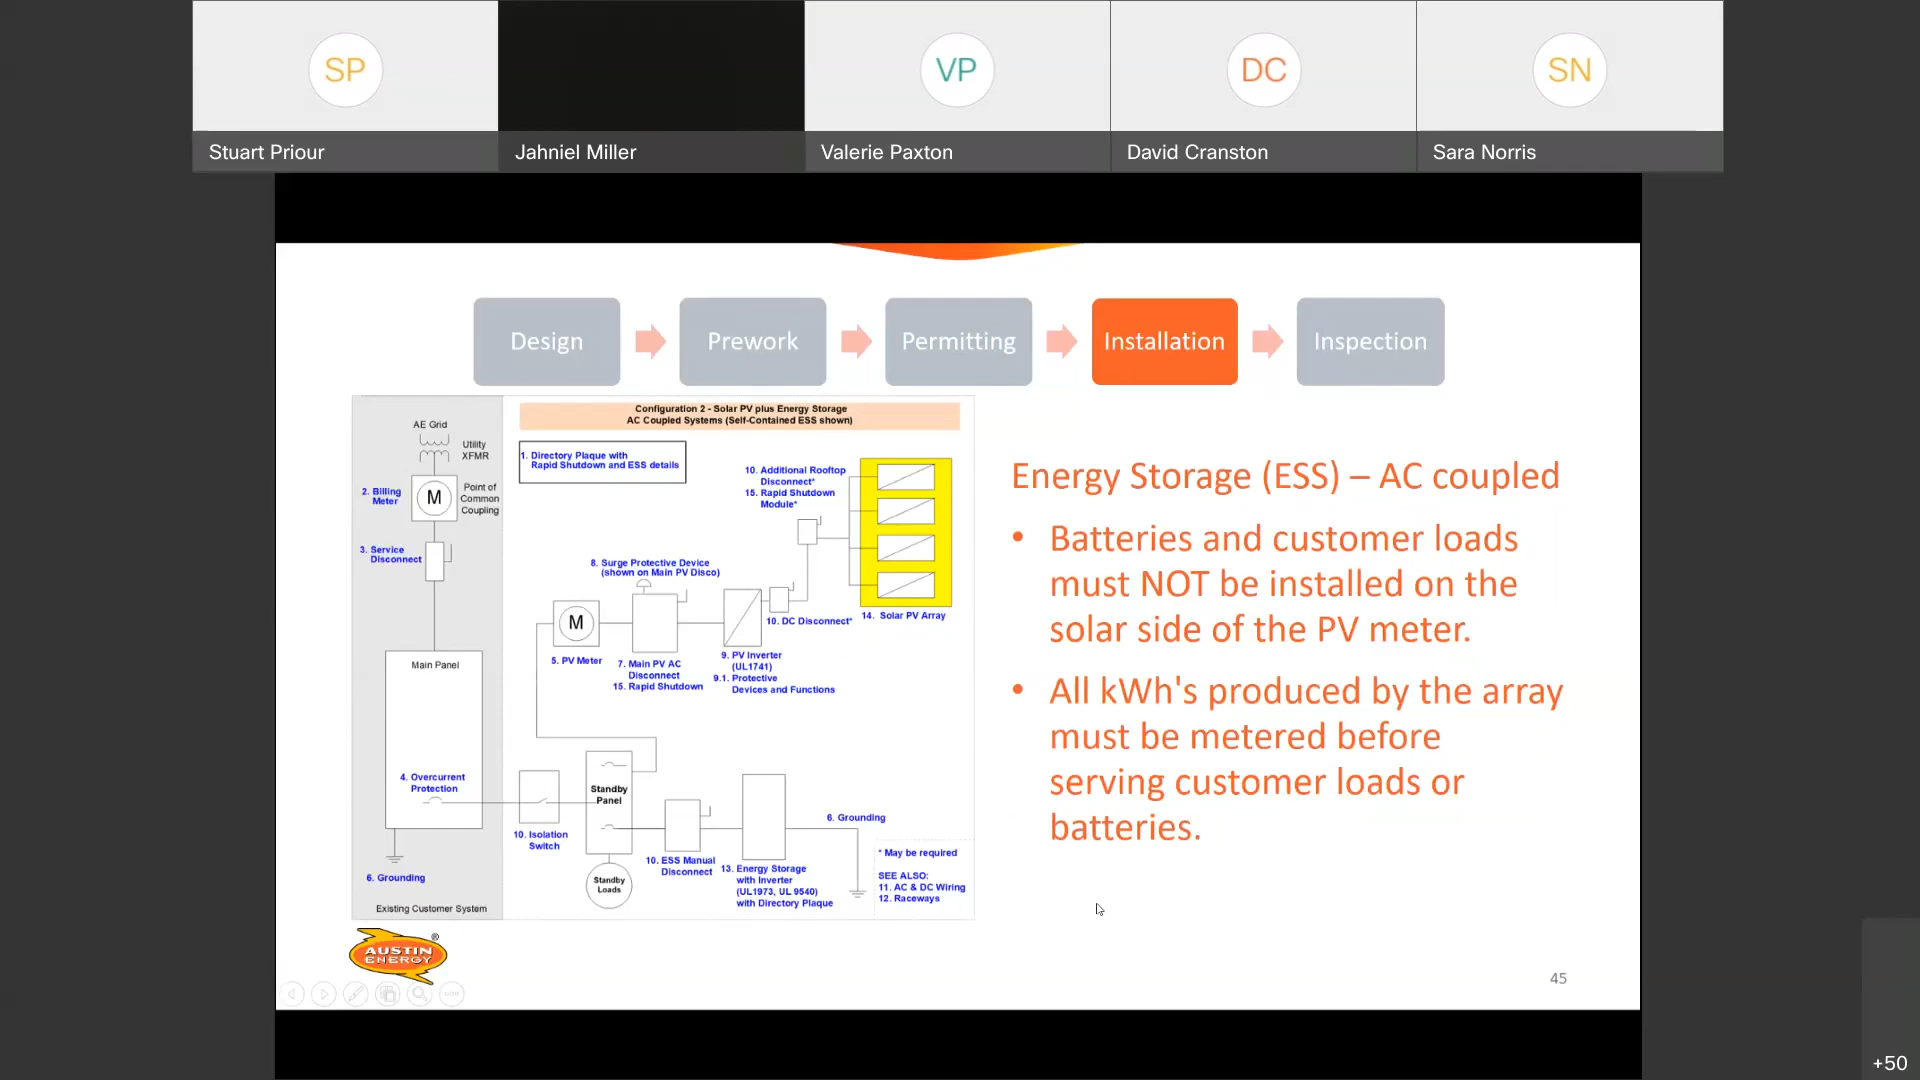 SP
VP
DC
SN
Stuart Priour
Jahniel Miller
Valerie Paxton
David Cranston
Sara Norris
Design
Prework
Permitting
Installation
Inspection
Configuration 2 - Solar PV plus Energy Storage
AC Coupled Systems (Self-Contained ESS shown)
AE Grid
Utility
XFMR
2. Billing
Meter
M
Point of
Common
Coupling
3. Service
Disconnect
Main Panel
4. Overcurrent
Protection
6. Grounding
Existing Customer System
1. Directory Plaque with
Rapid Shutdown and ESS details
10. Additional Rooftop
Disconnect*
15. Rapid Shutdown
Module*
8. Surge Protective Device
(shown on Main PV Disco)
M
5. PV Meter
7. Main PV AC
Disconnect
15. Rapid Shutdown
9. PV Inverter
(UL1741)
9.1. Protective
Devices and Functions
10. DC Disconnect*
14. Solar PV Array
10. Isolation
Switch
Standby
Panel
Standby
Loads
10. ESS Manual
Disconnect
13. Energy Storage
with Inverter
(UL1973, UL 9540)
with Directory Plaque
6. Grounding
* May be required
SEE ALSO:
11. AC & DC Wiring
12. Raceways
Energy Storage (ESS) – AC coupled
• Batteries and customer loads
must NOT be installed on the
solar side of the PV meter.
• All kWh's produced by the array
must be metered before
serving customer loads or
batteries.
AUSTIN
ENERGY
®
45
+50